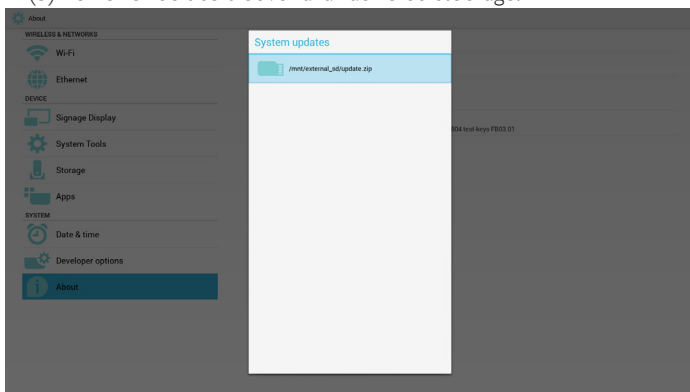 About
WIRELESS & NETWORKS
Wi-Fi
Ethernet
DEVICE
Signage Display
System Tools
Storage
Apps
SYSTEM
Date & time
Developer options
About
System updates
/mnt/external_sd/update.zip
804 test-keys FB03.01